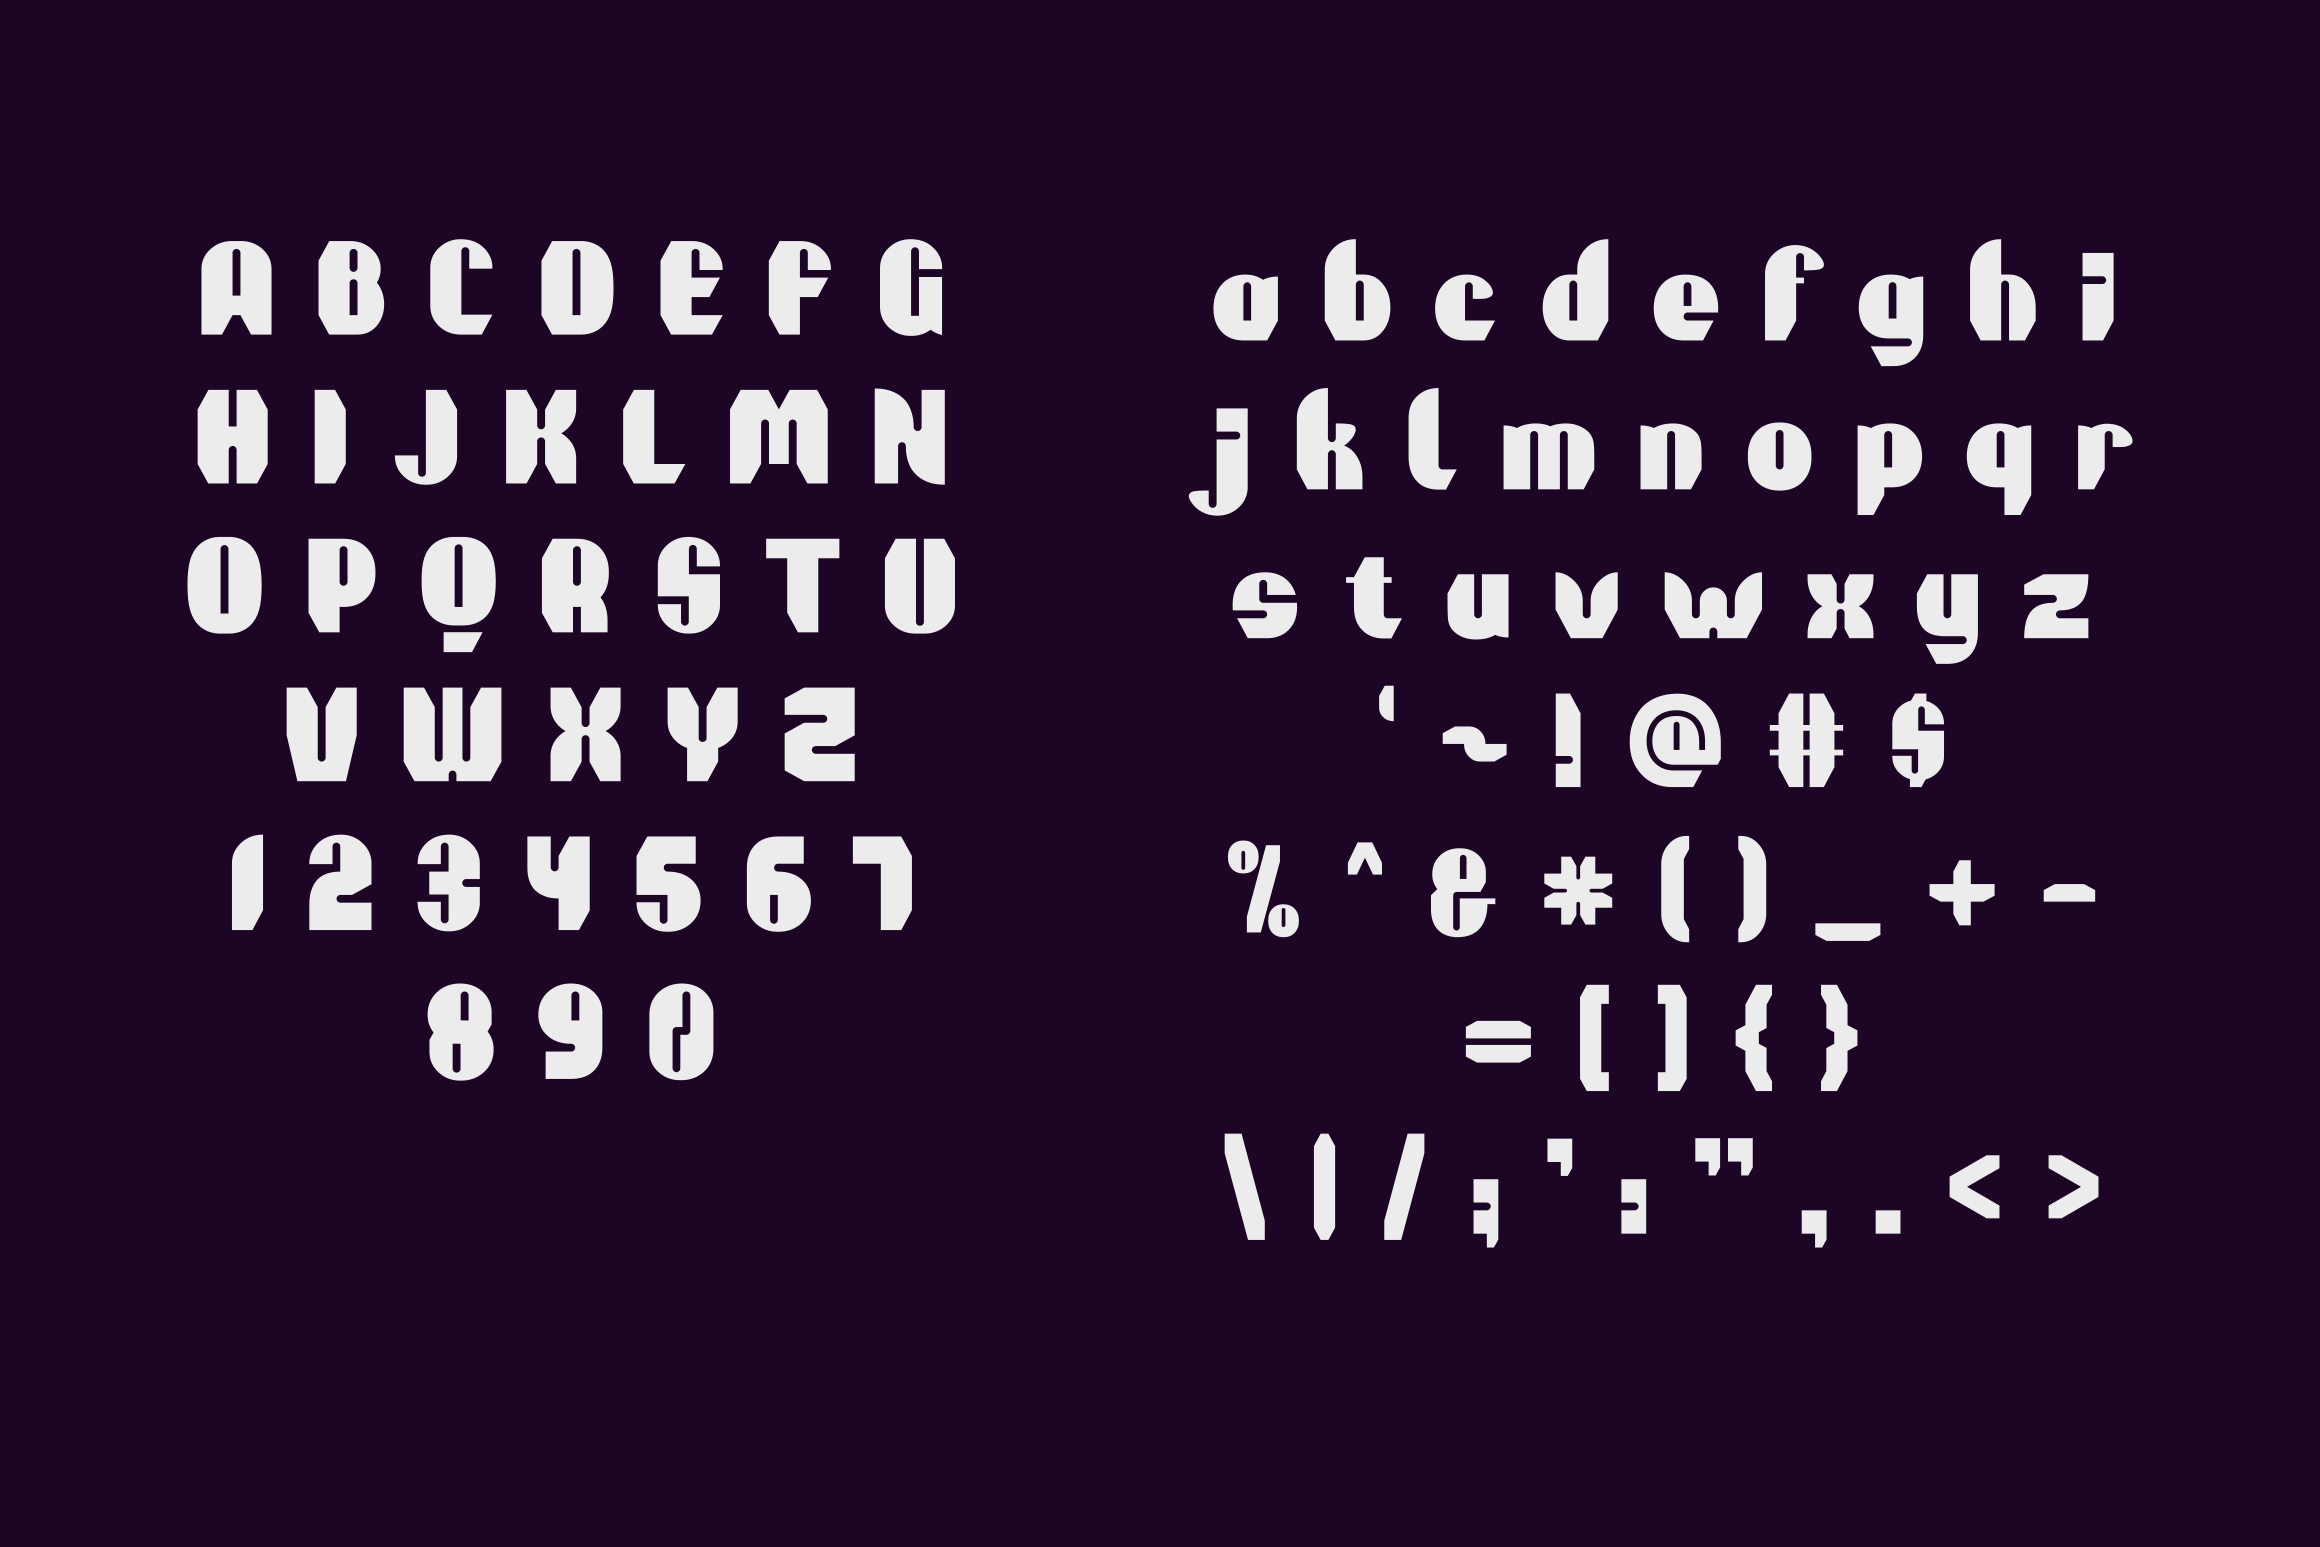 A B C D E F G
H I J K L M N
O P Q R S T U
V W X Y Z
1 2 3 4 5 6 7
8 9 0
a b c d e f g h i
j k l m n o p q r
s t u v w x y z
` ~ ! @ # $
% ^ & * ( ) _ + -
= [ ] { }
\ | / ; ' : " , . < >